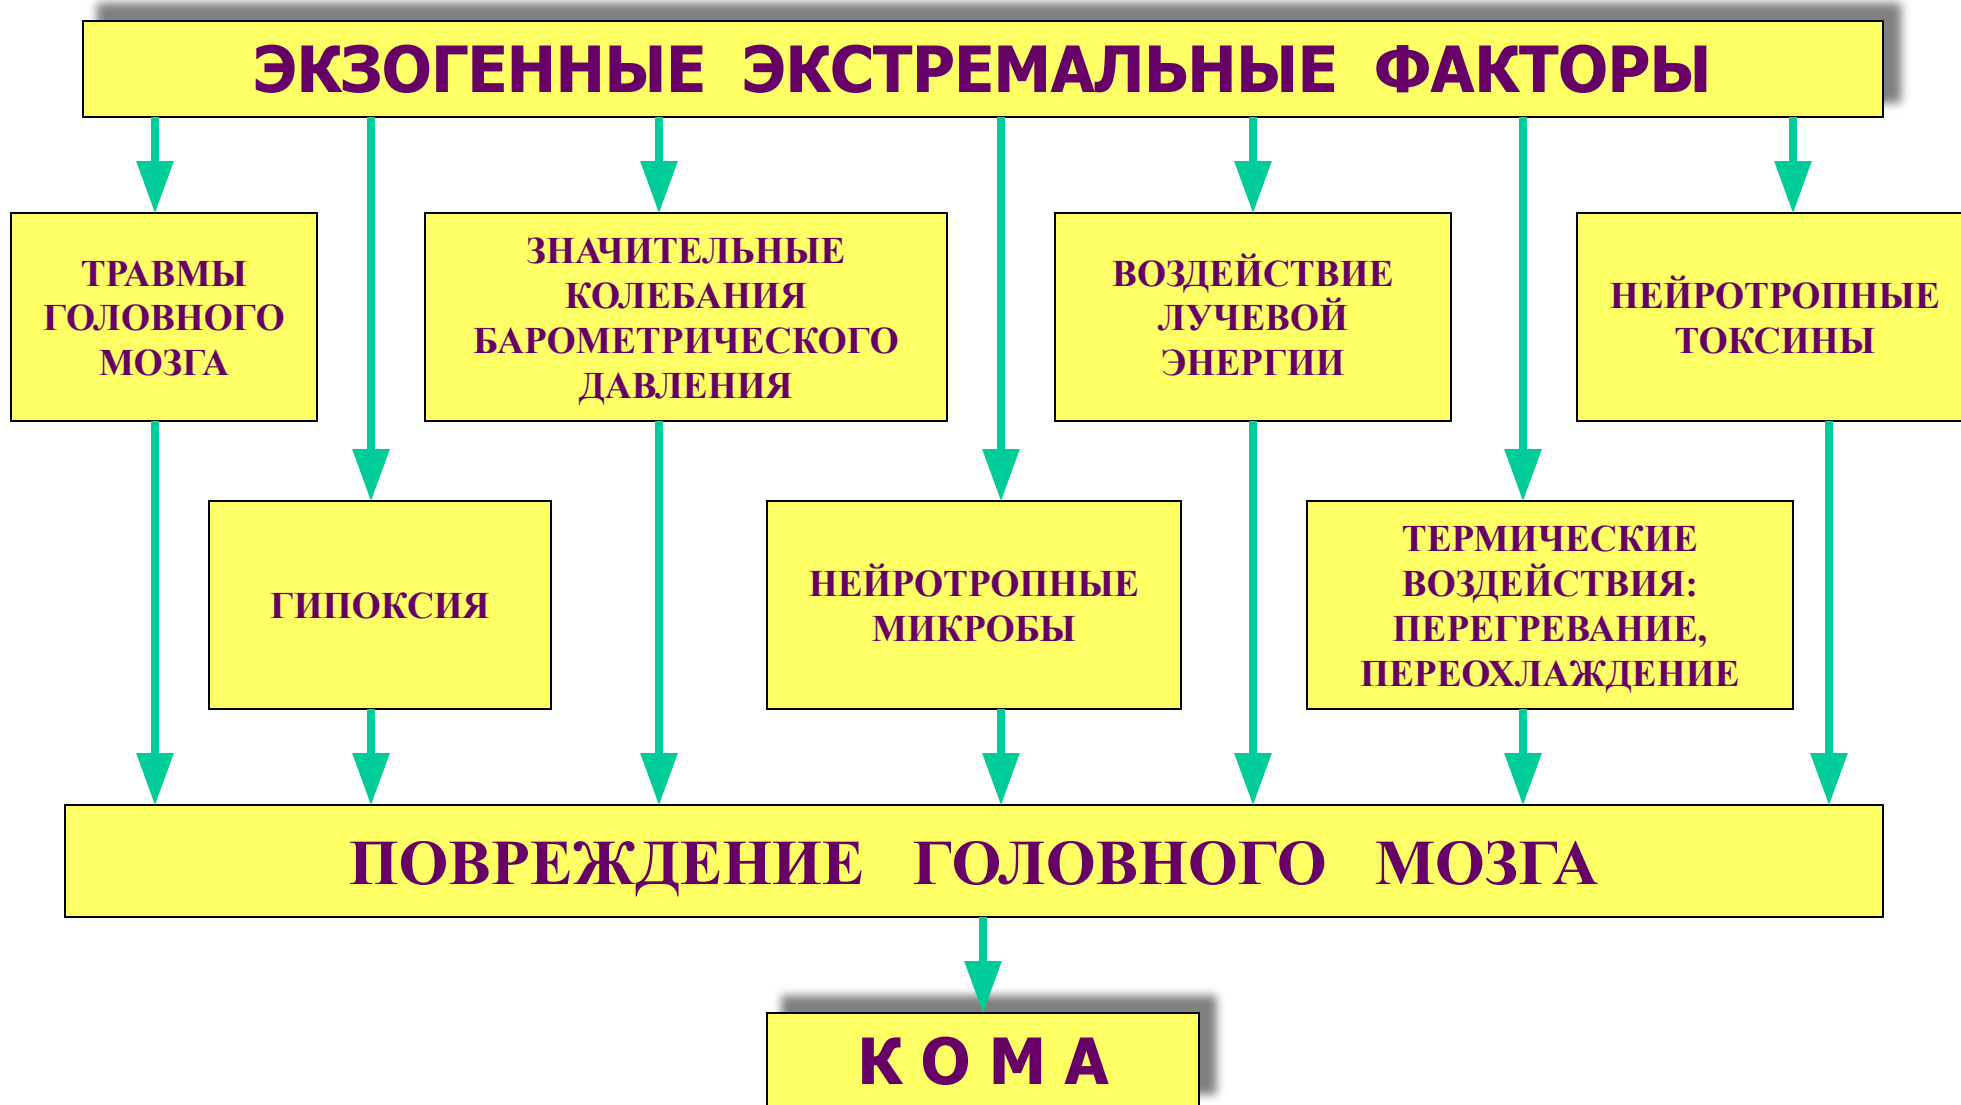 ЭКЗОГЕННЫЕ ЭКСТРЕМАЛЬНЫЕ ФАКТОРЫ
ТРАВМЫ
ГОЛОВНОГО
МОЗГА
ЗНАЧИТЕЛЬНЫЕ
КОЛЕБАНИЯ
БАРОМЕТРИЧЕСКОГО
ДАВЛЕНИЯ
ВОЗДЕЙСТВИЕ
ЛУЧЕВОЙ
ЭНЕРГИИ
НЕЙРОТРОПНЫЕ
ТОКСИНЫ
ГИПОКСИЯ
НЕЙРОТРОПНЫЕ
МИКРОБЫ
ТЕРМИЧЕСКИЕ
ВОЗДЕЙСТВИЯ:
ПЕРЕГРЕВАНИЕ,
ПЕРЕОХЛАЖДЕНИЕ
ПОВРЕЖДЕНИЕ ГОЛОВНОГО МОЗГА
К О М А